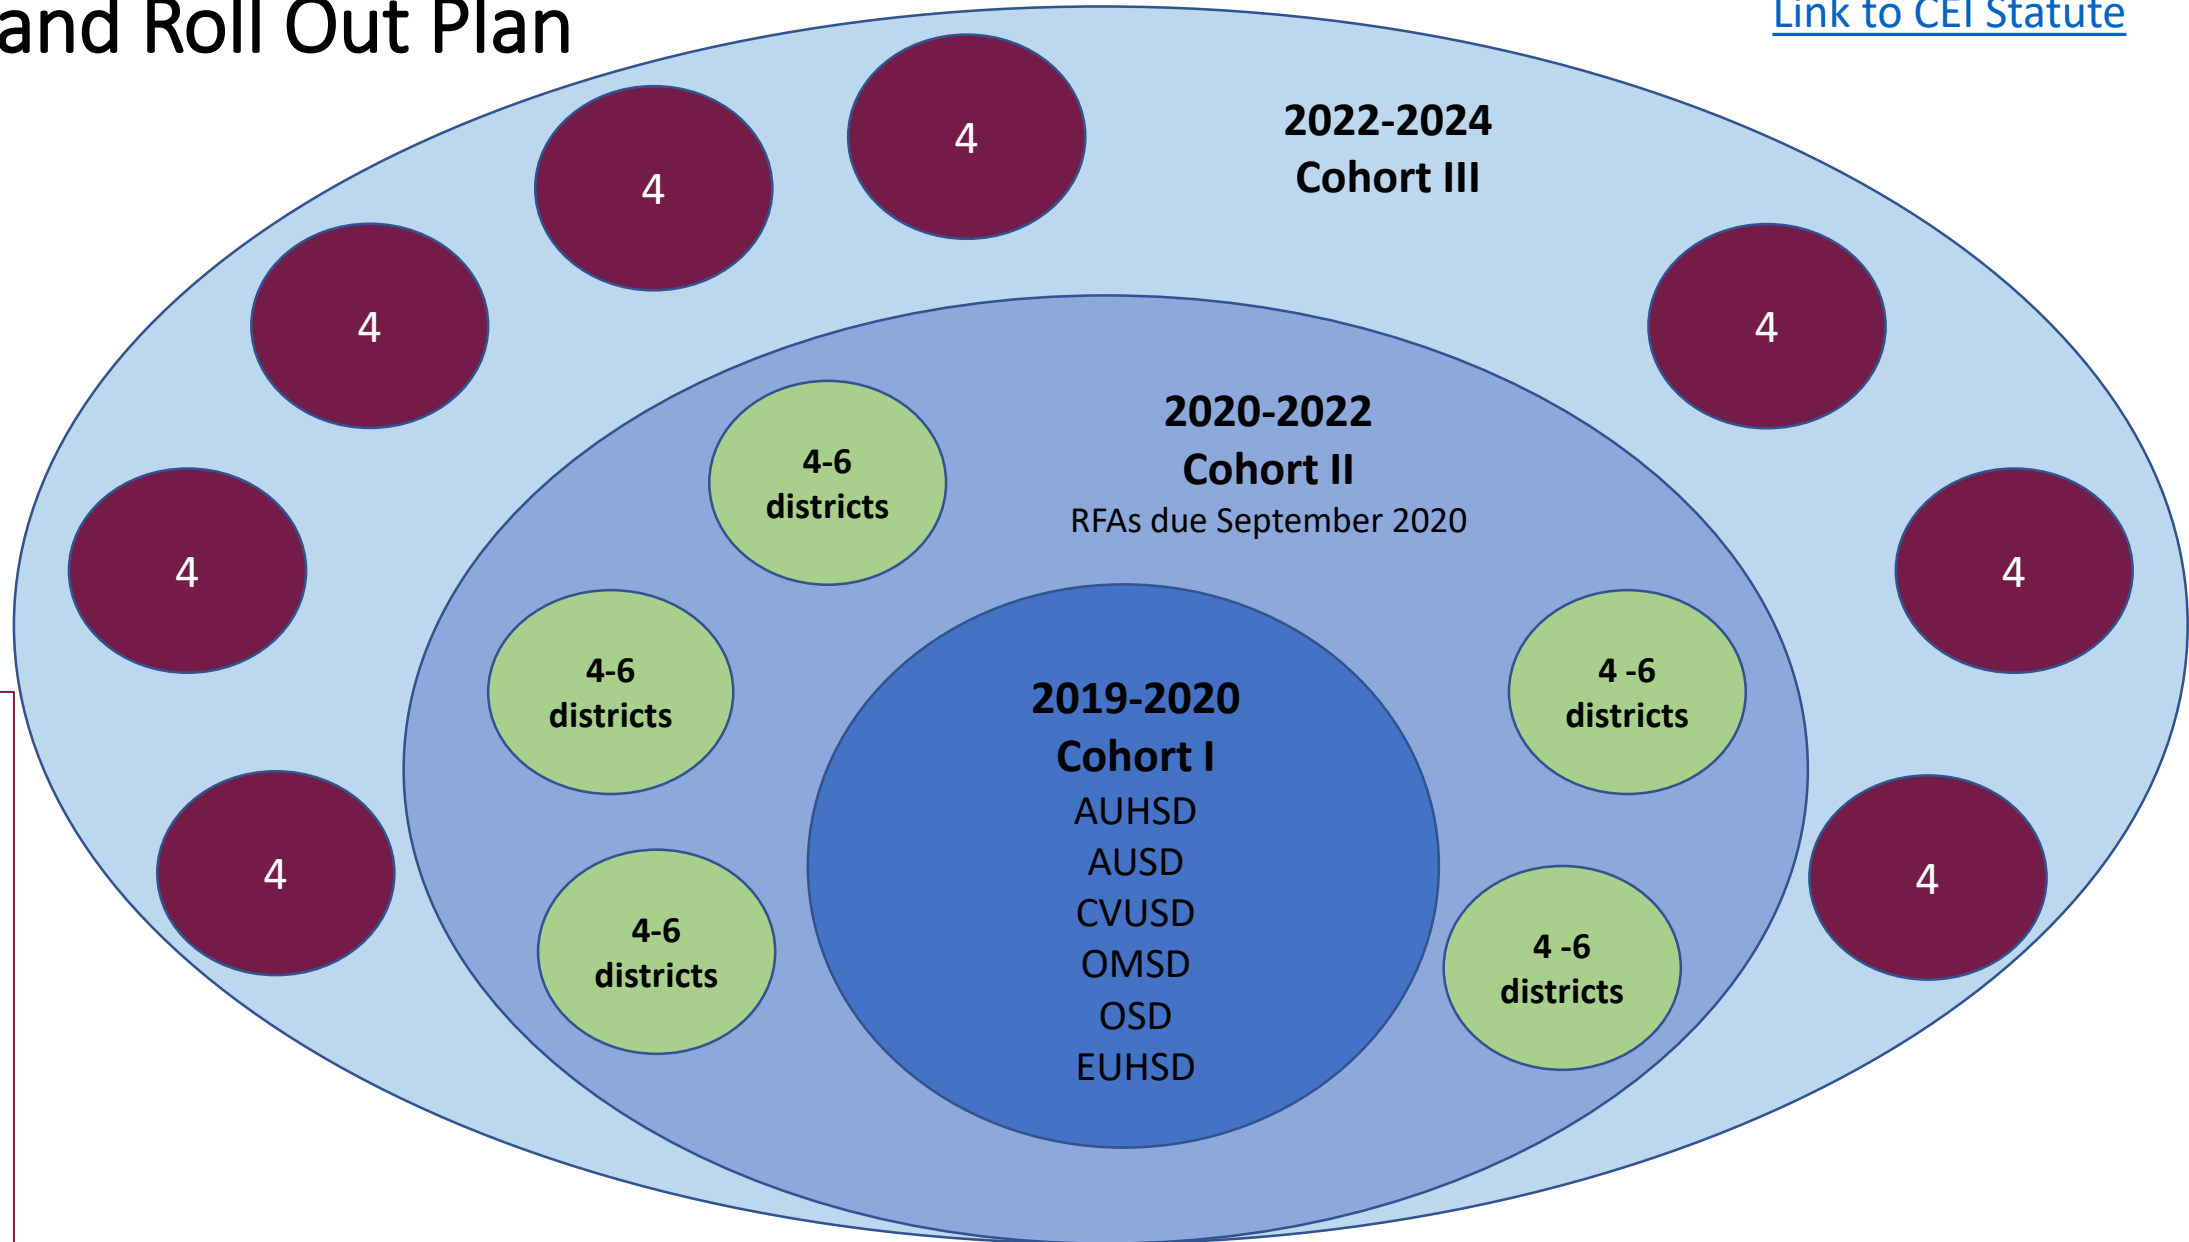 and Roll Out Plan
Link to CEI Statute
4
4
4
4
4
4
4
4
2022-2024
Cohort III
2020-2022
Cohort II
RFAs due September 2020
4-6
districts
4-6
districts
4-6
districts
4 -6
districts
4 -6
districts
2019-2020
Cohort I
AUHSD
AUSD
CVUSD
OMSD
OSD
EUHSD